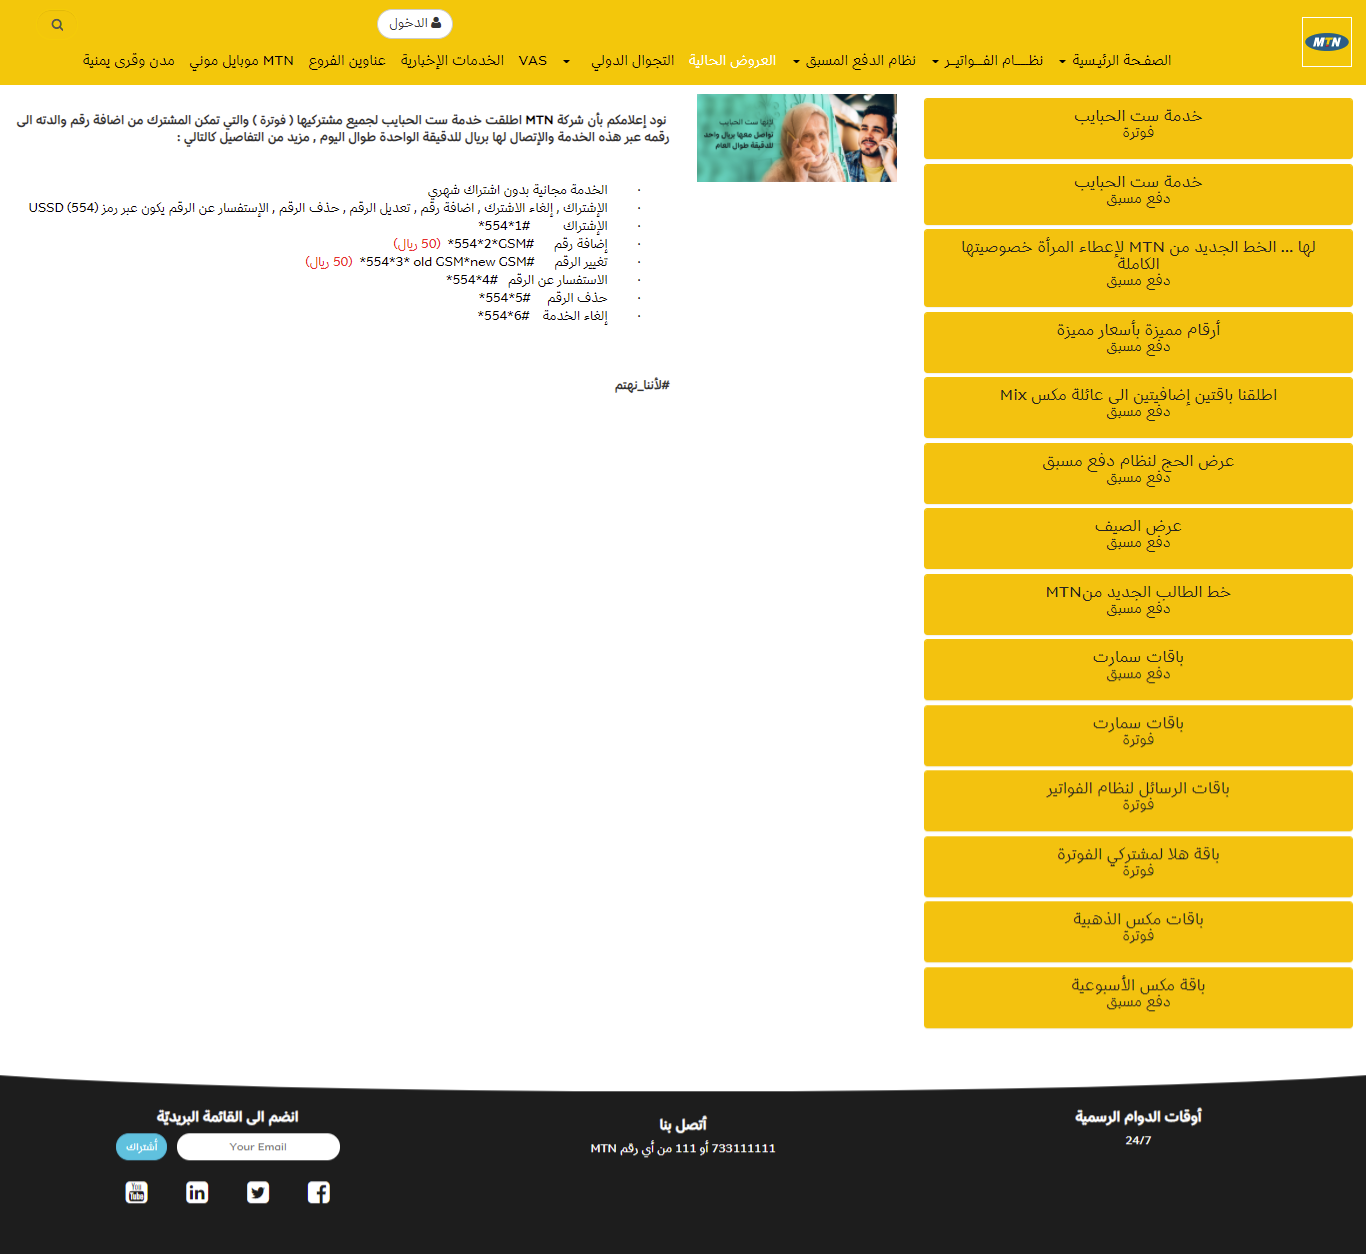 MTN
الدخول
الصفحة الرئيسية
نظـــام الفـــواتيـر
نظام الدفع المسبق
العروض الحالية
التجوال الدولي
VAS
الخدمات الإخبارية
عناوين الفروع
MTN موبايل موني
مدن وقرى يمنية
خدمة ست الحبايب
فوترة
خدمة ست الحبايب
دفع مسبق
لها ... الخط الجديد من MTN لإعطاء المرأة خصوصيتها
الكاملة
دفع مسبق
أرقام مميزة بأسعار مميزة
دفع مسبق
اطلقنا باقتين إضافيتين الى عائلة مكس Mix
دفع مسبق
عرض الحج لنظام دفع مسبق
دفع مسبق
عرض الصيف
دفع مسبق
خط الطالب الجديد منMTN
دفع مسبق
باقات سمارت
دفع مسبق
باقات سمارت
فوترة
باقات الرسائل لنظام الفواتير
فوترة
باقة هلا لمشتركي الفوترة
فوترة
باقات مكس الذهبية
فوترة
باقة مكس الأسبوعية
دفع مسبق
لإنها ست الحبايب
تواصل معها بريال واحد
للدقيقة طوال العام
نود إعلامكم بأن شركة MTN اطلقت خدمة ست الحبايب لجميع مشتركيها ( فوترة ) والتي تمكن المشترك من اضافة رقم والدته الى
رقمه عبر هذه الخدمة والإتصال لها بريال للدقيقة الواحدة طوال اليوم , مزيد من التفاصيل كالتالي :
· الخدمة مجانية بدون اشتراك شهري
· الإشتراك , إلغاء الاشترك , اضافة رقم , تعديل الرقم , حذف الرقم , الإستفسار عن الرقم يكون عبر رمز USSD (554)
· الإشتراك *554*1#
· إضافة رقم *554*2*GSM# (50 ريال)
· تغيير الرقم *554*3* old GSM*new GSM# (50 ريال)
· الاستفسار عن الرقم *554*4#
· حذف الرقم *554*5#
· إلغاء الخدمة *554*6#
#لأننا_نهتم
أوقات الدوام الرسمية
24/7
أتصل بنا
733111111 أو 111 من أي رقم MTN
انضم الى القائمة البريديّة
Your Email
أشتراك
You
Tube